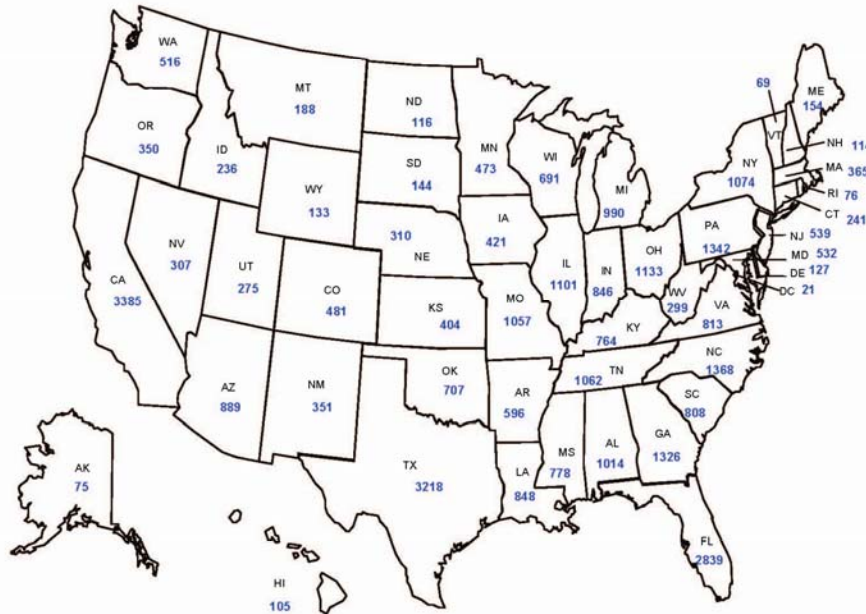 WA
516
MT
188
ND
116
MN
473
OR
350
ID
236
SD
144
WI
691
MI
990
WY
133
IA
421
310
NE
NV
307
UT
275
CO
481
KS
404
MO
1057
IL
1101
IN
846
OH
1133
CA
3385
AZ
889
NM
351
OK
707
AR
596
TX
3218
LA
848
MS
778
AL
1014
GA
1326
FL
2839
SC
808
NC
1368
TN
1062
KY
764
WV
299
VA
813
PA
1342
NY
1074
69
VT
ME
154
NH 114
MA 365
RI 76
CT 241
NJ 539
MD 532
DE 127
DC 21
AK
75
HI
105